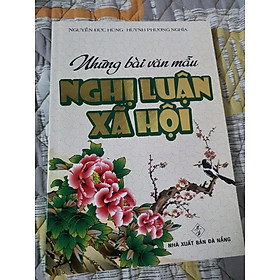 NGUYỄN ĐỨC HÙNG - HUỲNH PHƯƠNG NGHĨA
Những bài văn mẫu
NGHỊ LUẬN
XÃ HỘI
NHÀ XUẤT BẢN ĐÀ NẴNG